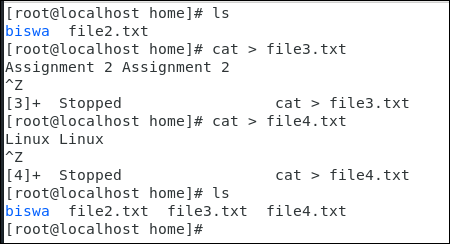 [root@localhost home]# ls
biswa  file2.txt
[root@localhost home]# cat > file3.txt
Assignment 2 Assignment 2
^Z
[3]+  Stopped                 cat > file3.txt
[root@localhost home]# cat > file4.txt
Linux Linux
^Z
[4]+  Stopped                 cat > file4.txt
[root@localhost home]# ls
biswa  file2.txt  file3.txt  file4.txt
[root@localhost home]#